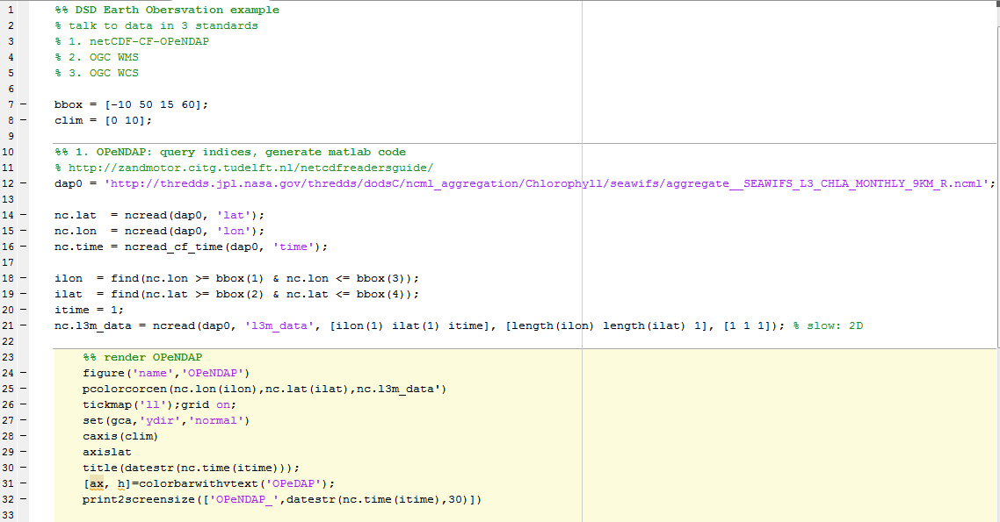 1 %% DSD Earth Obersvation example
2 % talk to data in 3 standards
3 % 1. netCDF-CF-OPeNDAP
4 % 2. OGC WMS
5 % 3. OGC WCS
6
7 – bbox = [-10 50 15 60];
8 – clim = [0 10];
9
10 %% 1. OPeNDAP: query indices, generate matlab code
11 % http://zandmotor.citg.tudelft.nl/netcdfreadersguide/
12 – dap0 = 'http://thredds.jpl.nasa.gov/thredds/dodsC/ncml_aggregation/Chlorophyll/seawifs/aggregate__SEAWIFS_L3_CHLA_MONTHLY_9KM_R.ncml';
13
14 – nc.lat  = ncread(dap0, 'lat');
15 – nc.lon  = ncread(dap0, 'lon');
16 – nc.time = ncread_cf_time(dap0, 'time');
17
18 – ilon  = find(nc.lon >= bbox(1) & nc.lon <= bbox(3));
19 – ilat  = find(nc.lat >= bbox(2) & nc.lat <= bbox(4));
20 – itime = 1;
21 – nc.l3m_data = ncread(dap0, 'l3m_data', [ilon(1) ilat(1) itime], [length(ilon) length(ilat) 1], [1 1 1]); % slow: 2D
22
23 %% render OPeNDAP
24 – figure('name','OPeNDAP')
25 – pcolorcorcen(nc.lon(ilon),nc.lat(ilat),nc.l3m_data')
26 – tickmap('ll');grid on;
27 – set(gca,'ydir','normal')
28 – caxis(clim)
29 – axislat
30 – title(datestr(nc.time(itime)));
31 – [ax, h]=colorbarwithvtext('OPeDAP');
32 – print2screensize(['OPeNDAP_',datestr(nc.time(itime),30)])
33